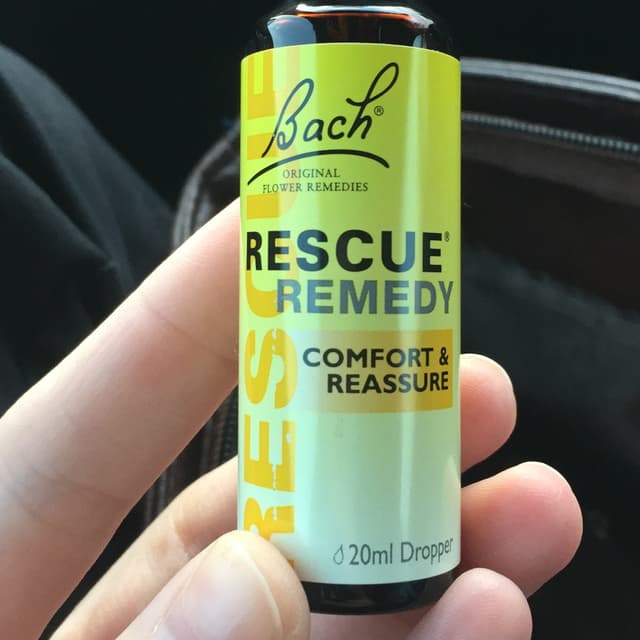 Bach®
ORIGINAL
FLOWER REMEDIES
RESCUE®
REMEDY
COMFORT &
REASSURE
20ml Dropper
RESCUE